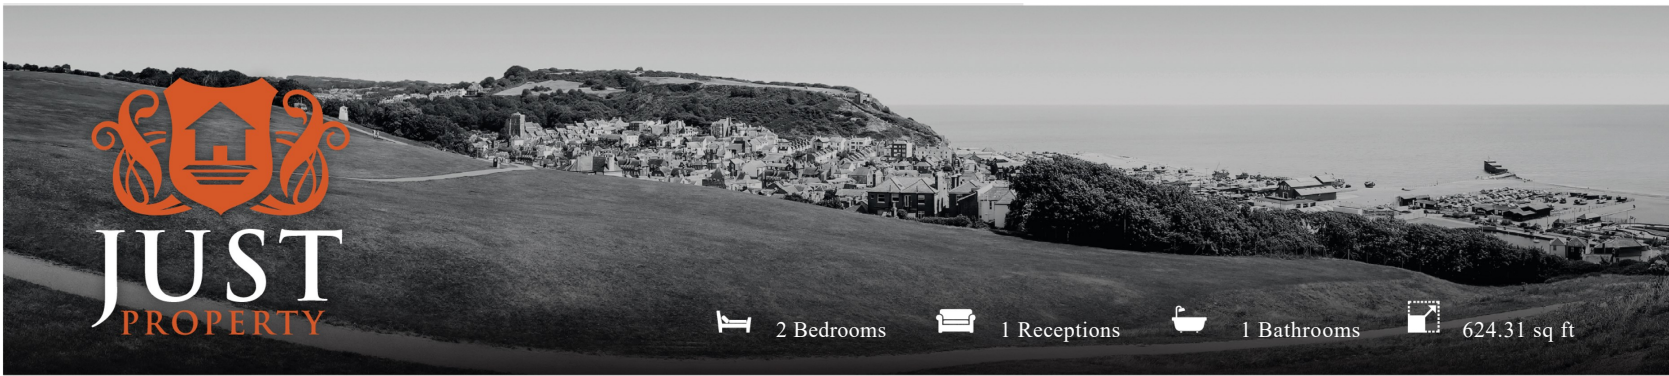 JUST
PROPERTY
2 Bedrooms 1 Receptions 1 Bathrooms 624.31 sq ft